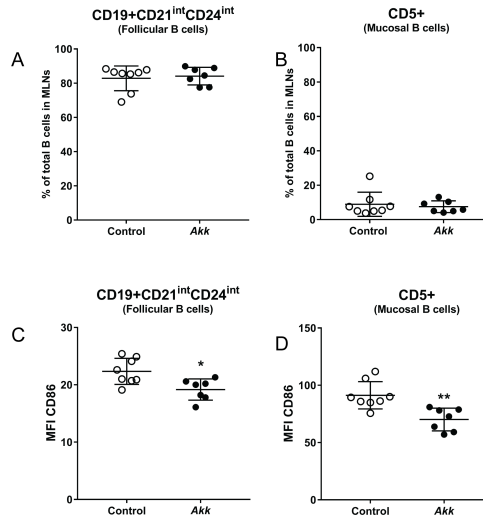 A
CD19+CD21intCD24int
(Follicular B cells)
% of total B cells in MLNs
100
80
60
40
20
0
Control
Akk
B
CD5+
(Mucosal B cells)
% of total B cells in MLNs
100
80
60
40
20
0
Control
Akk
C
CD19+CD21intCD24int
(Follicular B cells)
MFI CD86
30
20
10
0
*
Control
Akk
D
CD5+
(Mucosal B cells)
MFI CD86
150
100
50
0
**
Control
Akk